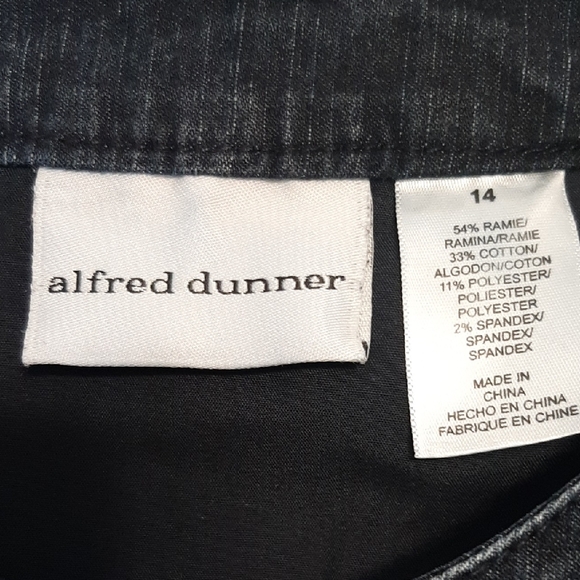 alfred dunner
14
54% RAMIE/
RAMINA/RAMIE
33% COTTON/
ALGODON/COTON
11% POLYESTER/
POLIESTER/
POLYESTER
2% SPANDEX/
SPANDEX/
SPANDEX
MADE IN
CHINA
HECHO EN CHINA
FABRIQUE EN CHINE